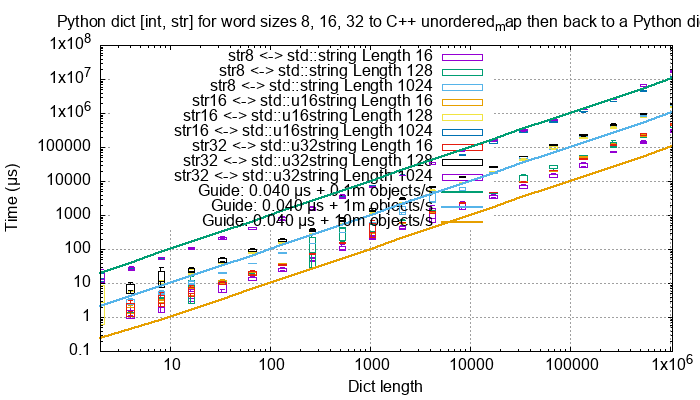 Python dict [int, str] for word sizes 8, 16, 32 to C++ unordered_map then back to a Python di
1x10^8
1x10^7
1x10^6
100000
10000
1000
100
10
1
0.1
Time (µs)
str8 <-> std::string Length 16
str8 <-> std::string Length 128
str8 <-> std::string Length 1024
str16 <-> std::u16string Length 16
str16 <-> std::u16string Length 128
str16 <-> std::u16string Length 1024
str32 <-> std::u32string Length 16
str32 <-> std::u32string Length 128
str32 <-> std::u32string Length 1024
Guide: 0.040 µs + 0.1m objects/s
Guide: 0.040 µs + 1m objects/s
Guide: 0.040 µs + 10m objects/s
10 100 1000 10000 100000 1x10^6
Dict length